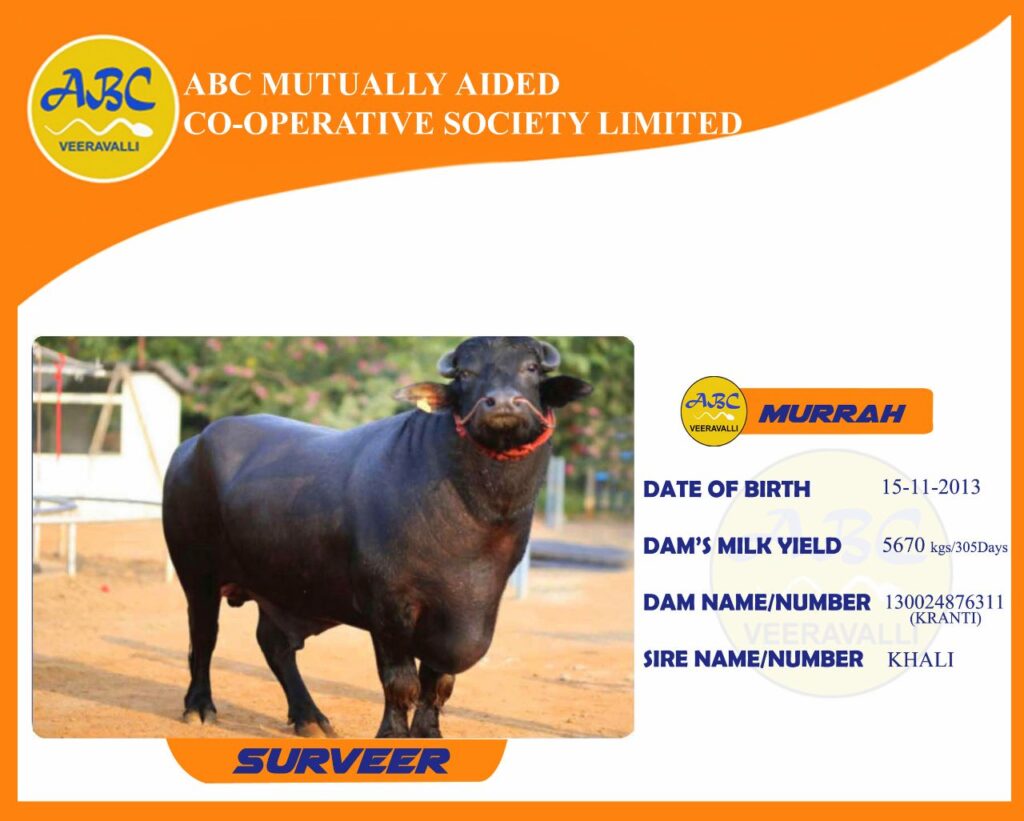 ABC
VEERAVALLI
ABC MUTUALLY AIDED
CO-OPERATIVE SOCIETY LIMITED
ABC
VEERAVALLI
MURRAH
DATE OF BIRTH 15-11-2013
DAM'S MILK YIELD 5670 kgs/305Days
DAM NAME/NUMBER 130024876311
(KRANTI)
SIRE NAME/NUMBER KHALI
ABC
VEERAVALLI
SURVEER